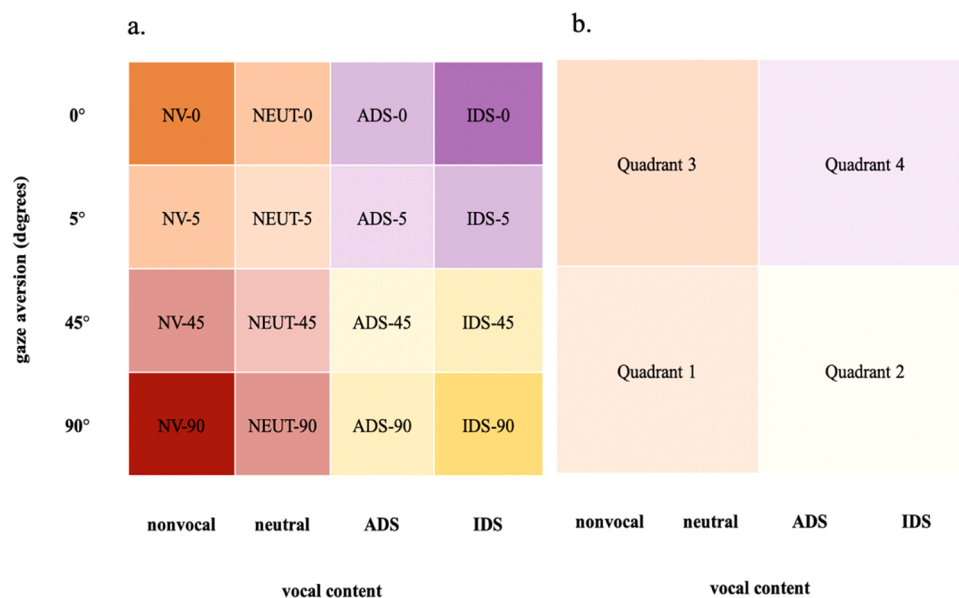 a.
b.
gaze aversion (degrees)
0°
NV-0
NEUT-0
ADS-0
IDS-0
5°
NV-5
NEUT-5
ADS-5
IDS-5
45°
NV-45
NEUT-45
ADS-45
IDS-45
90°
NV-90
NEUT-90
ADS-90
IDS-90
nonvocal
neutral
ADS
IDS
vocal content
Quadrant 3
Quadrant 4
Quadrant 1
Quadrant 2
nonvocal
neutral
ADS
IDS
vocal content